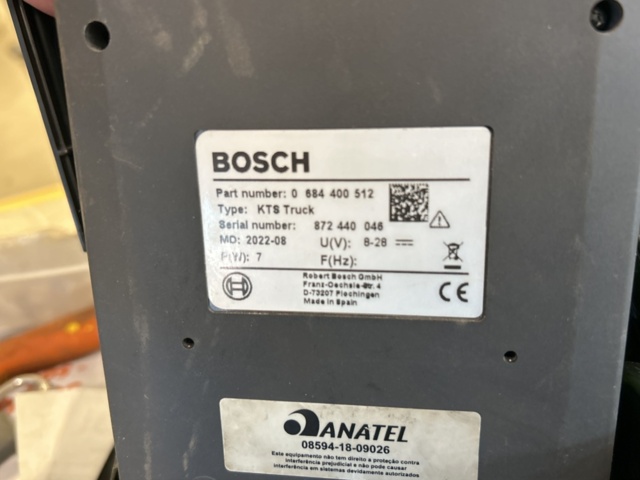 BOSCH
Part number: 0 684 400 512
Type: KTS Truck
Serial number: 872 440 046
MO: 2022-08 U(V): 8-28
P(W): 7 F(Hz):
Robert Bosch GmbH
Franz-Oechsle-Str. 4
D-73207 Plochingen
Made in Spain
CE
ANATEL
08594-18-09026
Este equipamento não tem direito a proteção contra
interferência prejudicial e não pode causar
interferência em sistemas devidamente autorizados